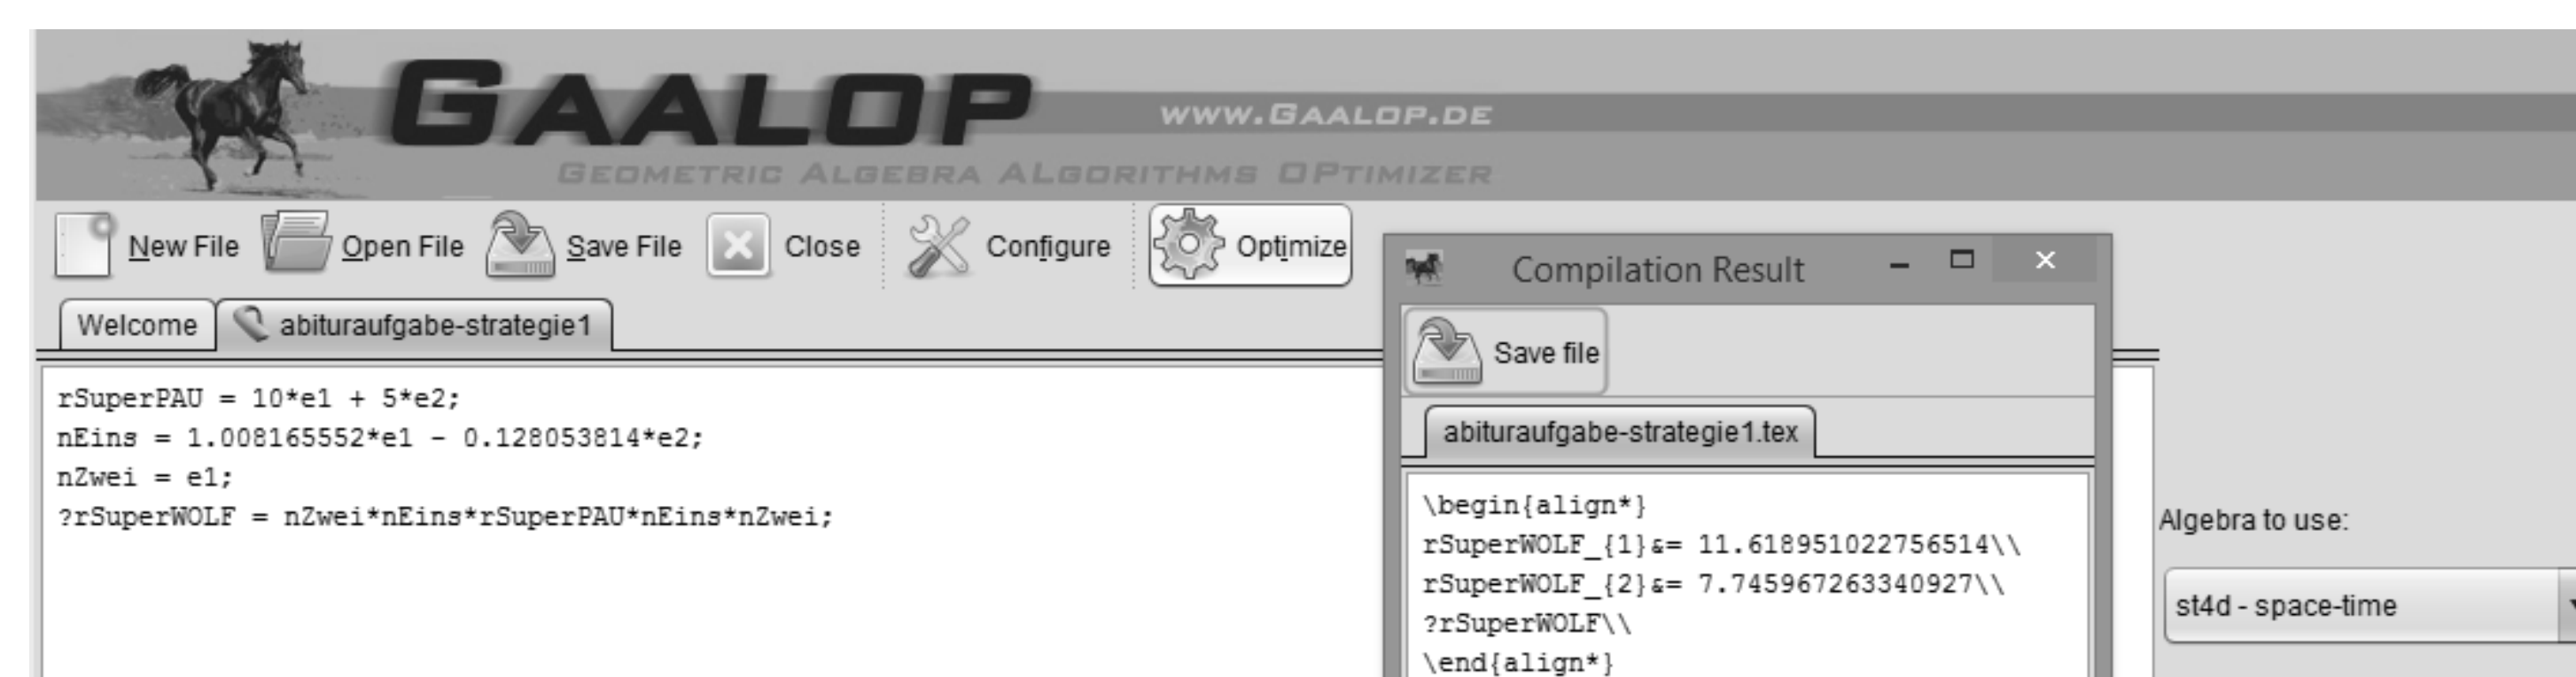 GAALOP
WWW.GAALOP.DE
GEOMETRIC ALGEBRA ALGORITHMS OPTIMIZER
New File Open File Save File Close Configure Optimize
Welcome abituraufgabe-strategie1
rSuperPAU = 10*e1 + 5*e2;
nEins = 1.008165552*e1 - 0.128053814*e2;
nZwei = e1;
?rSuperWOLF = nZwei*nEins*rSuperPAU*nEins*nZwei;
Compilation Result
Save file
abituraufgabe-strategie1.tex
\begin{align*}
rSuperWOLF_{1}&= 11.618951022756514\\
rSuperWOLF_{2}&= 7.745967263340927\\
?rSuperWOLF\\
\end{align*}
Algebra to use:
st4d - space-time